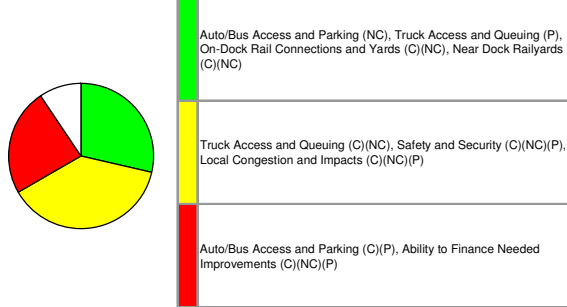 Auto/Bus Access and Parking (NC), Truck Access and Queuing (P),
On-Dock Rail Connections and Yards (C)(NC), Near Dock Railyards
(C)(NC)
Truck Access and Queuing (C)(NC), Safety and Security (C)(NC)(P),
Local Congestion and Impacts (C)(NC)(P)
Auto/Bus Access and Parking (C)(P), Ability to Finance Needed
Improvements (C)(NC)(P)